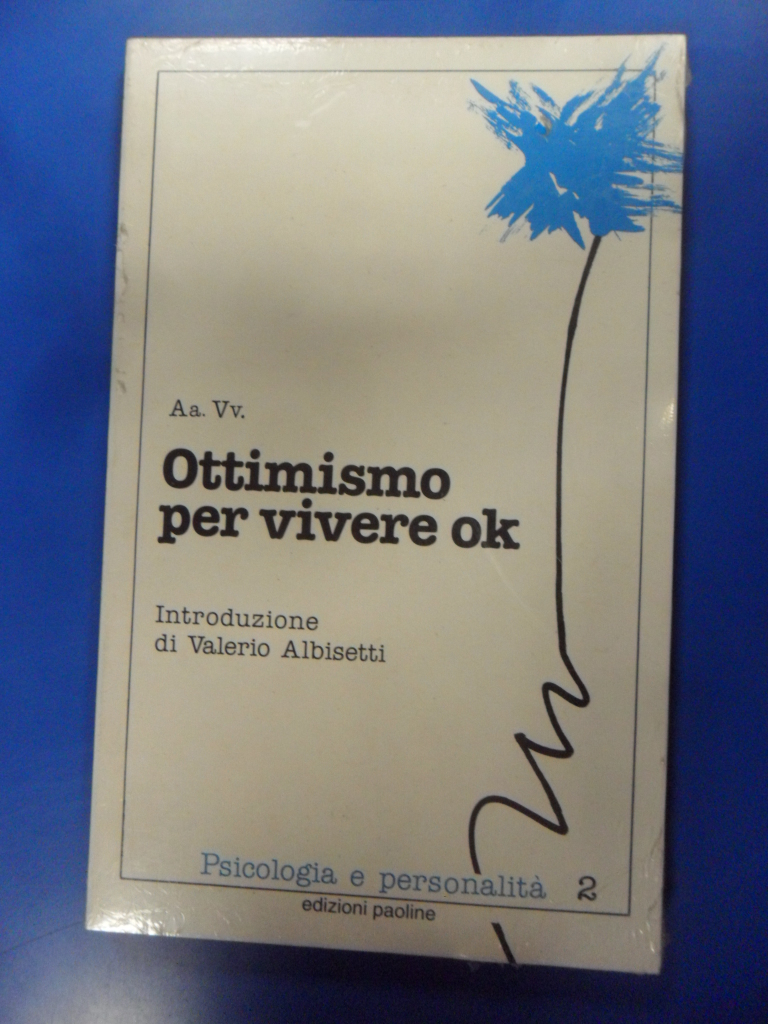 Aa. Vv.
Ottimismo
per vivere ok
Introduzione
di Valerio Albisetti
Psicologia e personalità 2
edizioni paoline